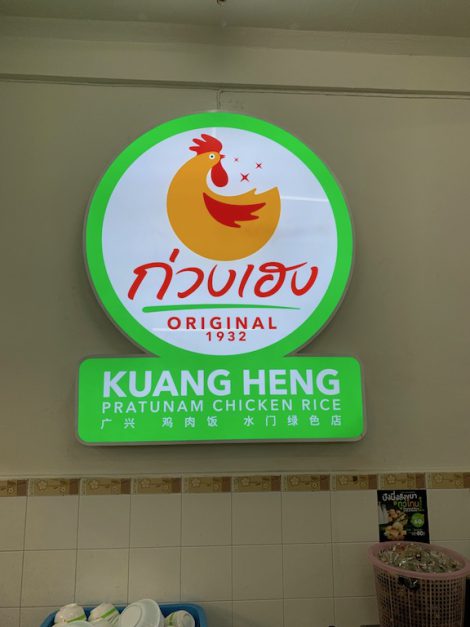 ก่วงเฮง
ORIGINAL
1932
KUANG HENG
PRATUNAM CHICKEN RICE
广兴 鸡肉饭 水门绿色店